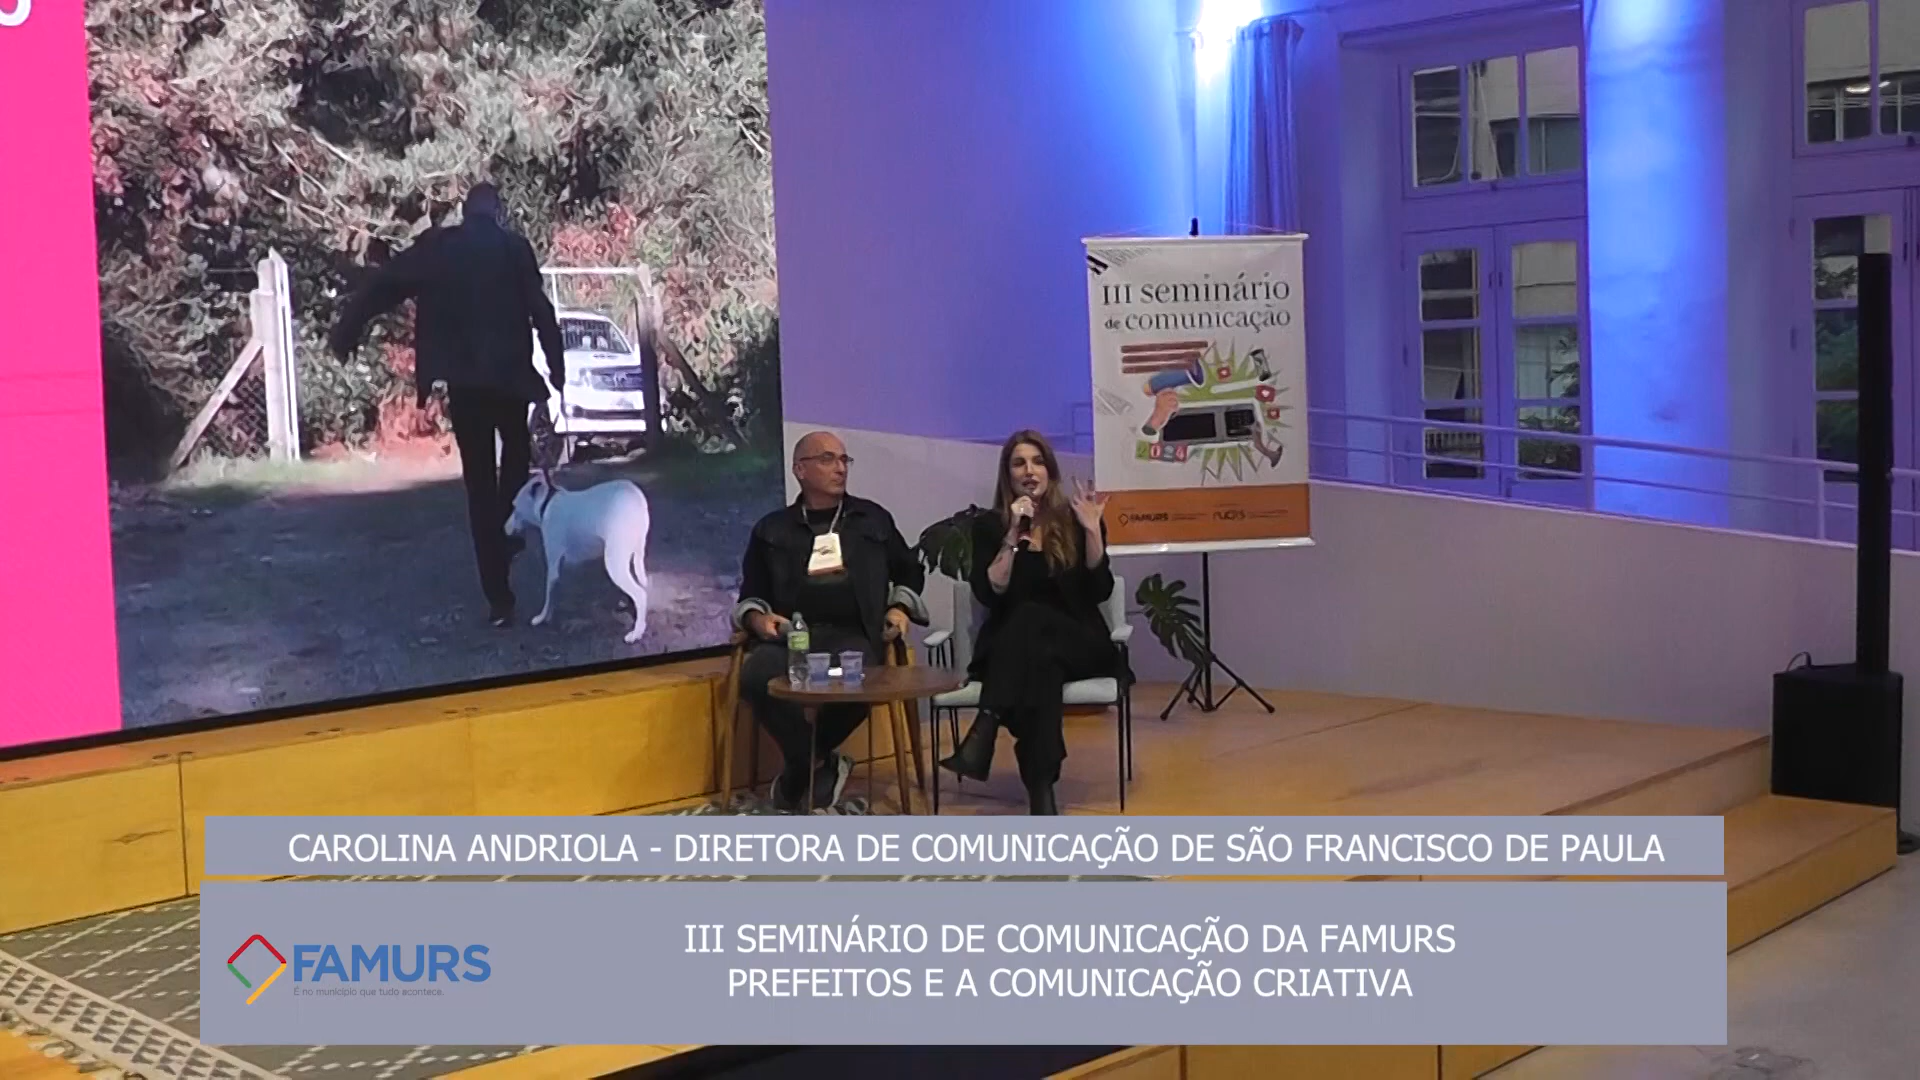 III seminário
de comunicação
2024
FAMURS
CAROLINA ANDRIOLA - DIRETORA DE COMUNICAÇÃO DE SÃO FRANCISCO DE PAULA
III SEMINÁRIO DE COMUNICAÇÃO DA FAMURS
PREFEITOS E A COMUNICAÇÃO CRIATIVA
FAMURS
É no município que tudo acontece.